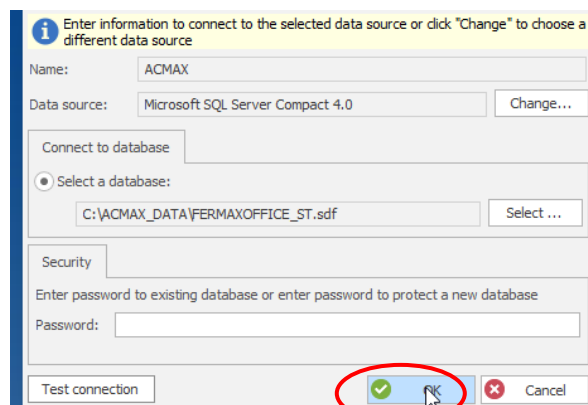 Enter information to connect to the selected data source or click "Change" to choose a
different data source
Name: ACMAX
Data source: Microsoft SQL Server Compact 4.0 Change...
Connect to database
Select a database:
C:\ACMAX_DATA\FERMAXOFFICE_ST.sdf Select ...
Security
Enter password to existing database or enter password to protect a new database
Password:
Test connection OK Cancel